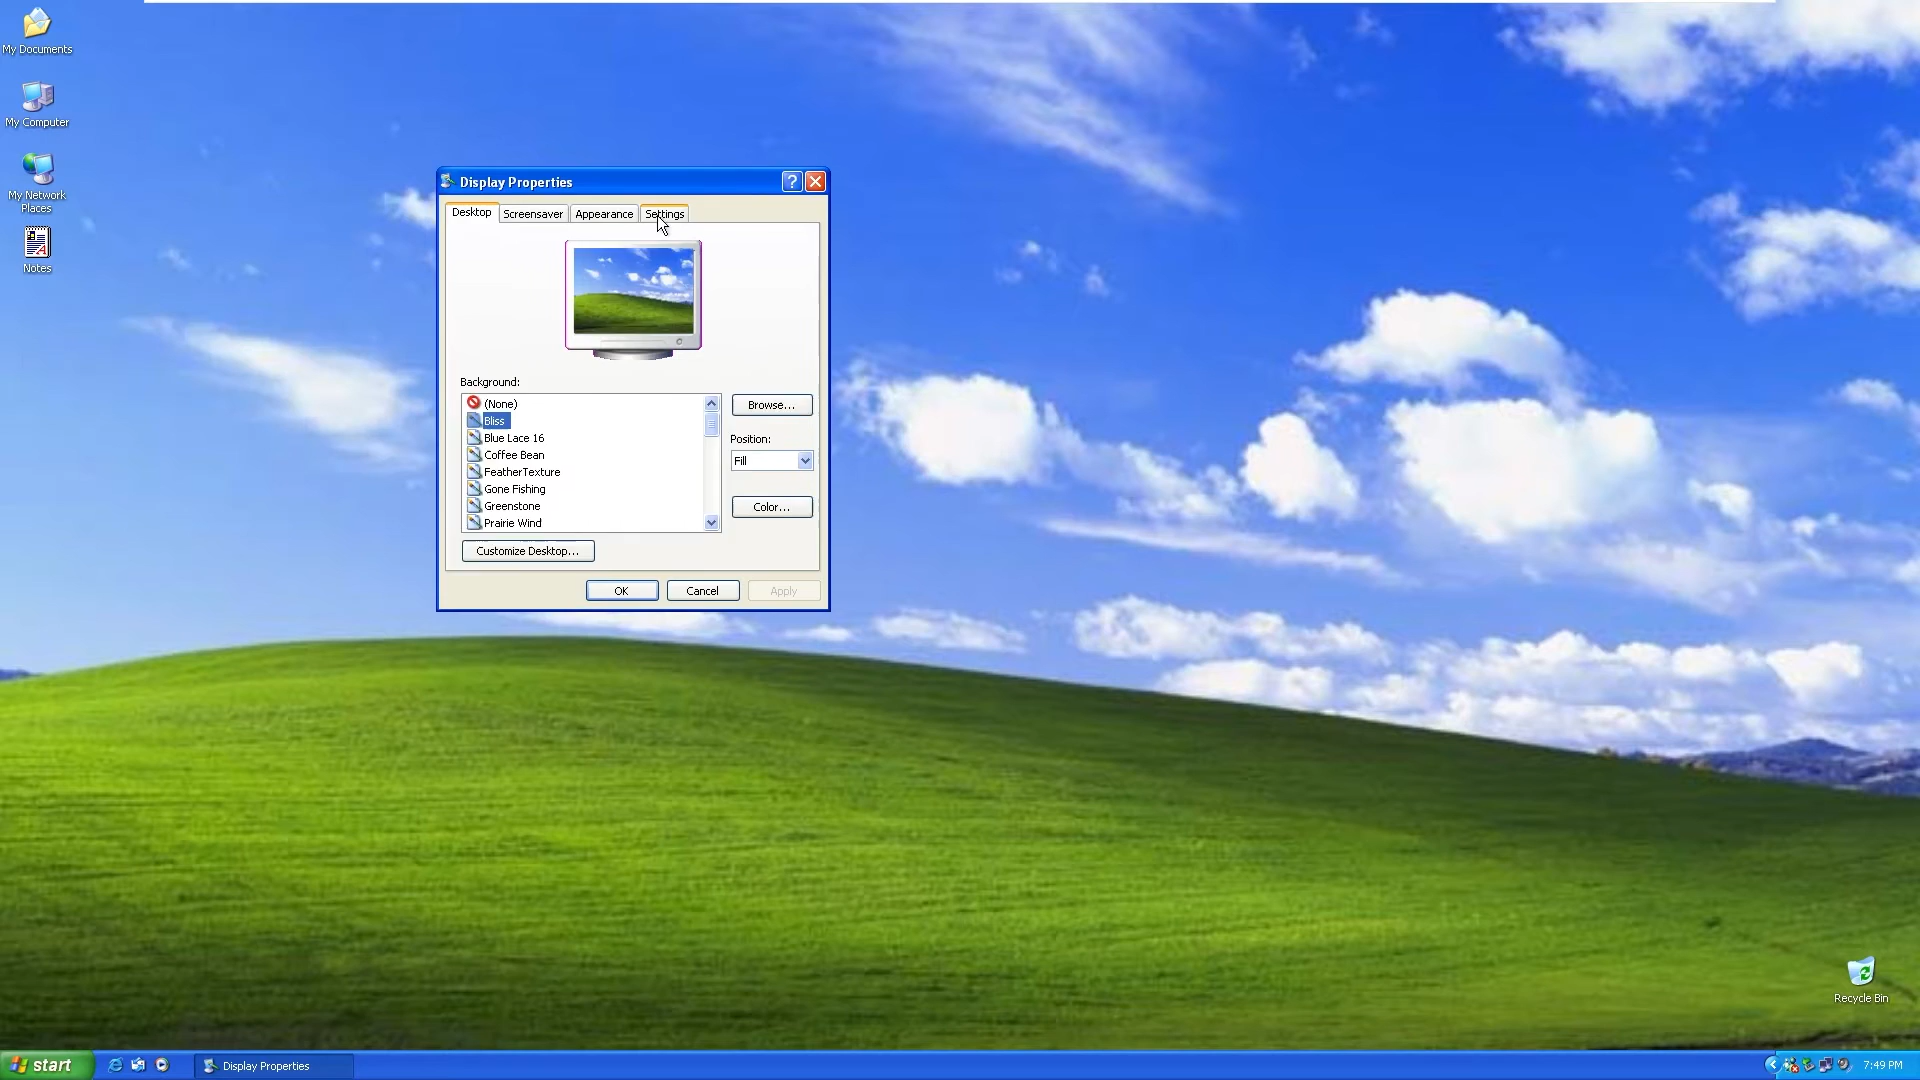 My Documents
My Computer
My Network
Places
Notes
Display Properties
?
Desktop
Screensaver
Appearance
Settings
Background:
(None)
Bliss
Blue Lace 16
Coffee Bean
FeatherTexture
Gone Fishing
Greenstone
Prairie Wind
Browse...
Position:
Fill
Color...
Customize Desktop...
OK
Cancel
Apply
Recycle Bin
start
Display Properties
7:49 PM